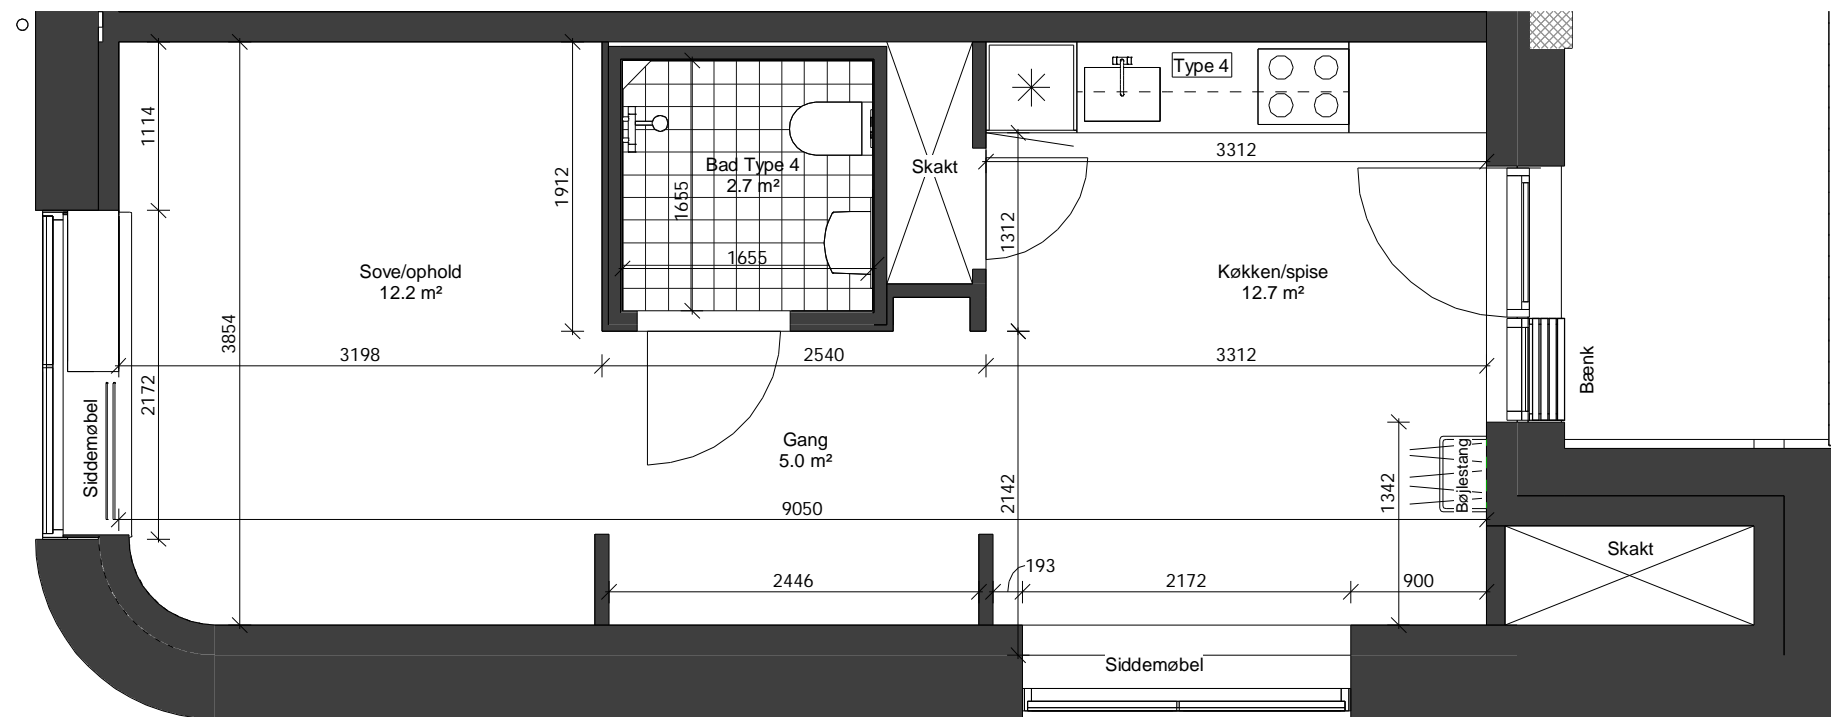 Type 4
1114
3312
Bad Type 4
2.7 m²
Skakt
1912
1655
1312
1655
Sove/ophold
12.2 m²
Køkken/spise
12.7 m²
3854
3198
2540
3312
Bænk
2172
Siddemøbel
Gang
5.0 m²
2142
1342
Bøjlestang
9050
Skakt
193
2446
2172
900
Siddemøbel